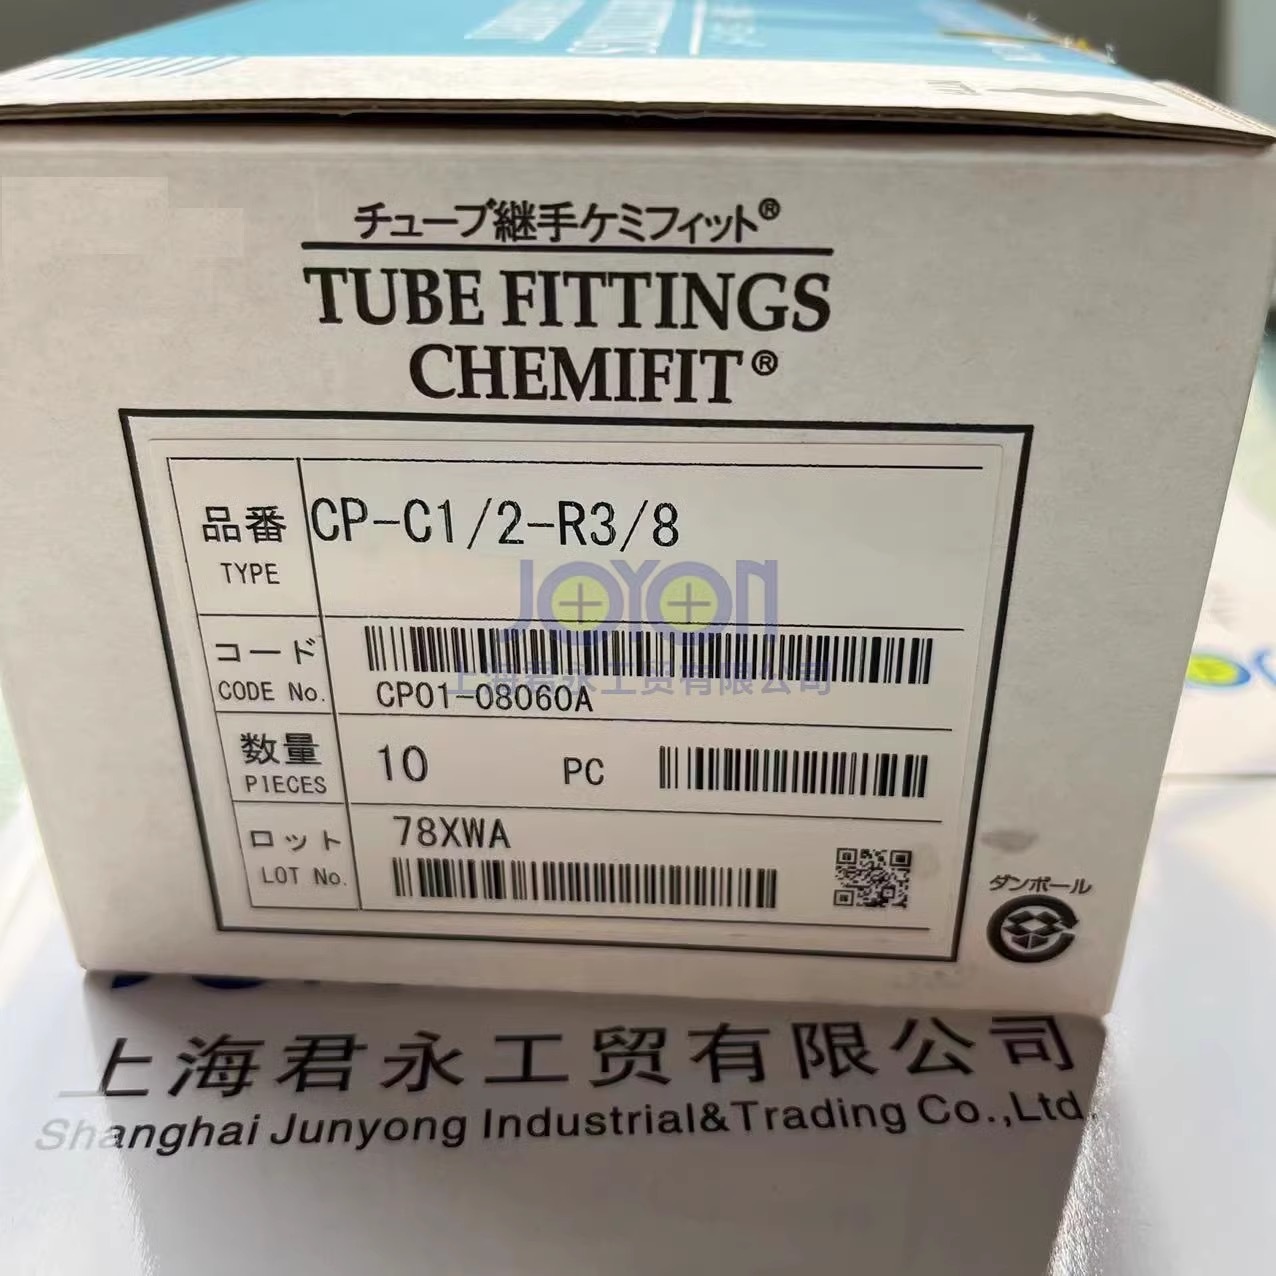 チューブ継手ケミフィット®
TUBE FITTINGS
CHEMIFIT®
品番 CP-C1/2-R3/8
TYPE
JOYON
コード
上海君永工贸有限公司
CODE No. CP01-08060A
数量 10 PC
PIECES
ロット 78XWA
LOT No.
ダンボール
上海君永工贸有限公司
Shanghai Junyong Industrial&Trading Co.,Ltd.